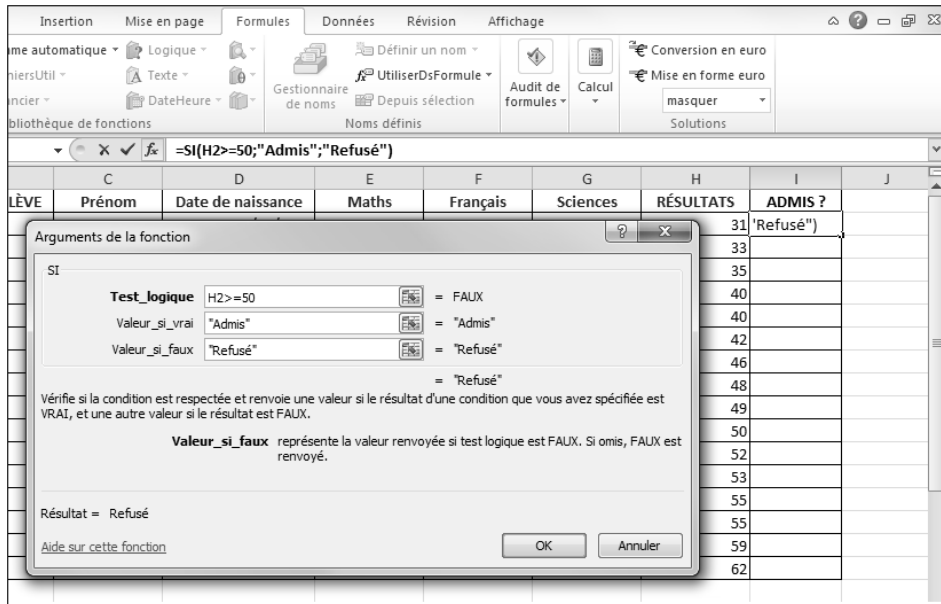 Insertion Mise en page Formules Données Révision Affichage
automatique Logique Définir un nom Conversion en euro
Texte UtiliserDsFormule Mise en forme euro
DateHeure Gestionnaire de noms Depuis sélection Audit de formules Calcul masquer
de fonctions Noms définis Solutions
fx =SI(H2>=50;"Admis";"Refusé")
C D E F G H I J
LÈVE Prénom Date de naissance Maths Français Sciences RÉSULTATS ADMIS ?
31 'Refusé")
Arguments de la fonction
33
SI
35
Test_logique H2>=50 = FAUX
40
Valeur_si_vrai "Admis" = "Admis"
40
Valeur_si_faux "Refusé" = "Refusé"
42
46
= "Refusé"
48
Vérifie si la condition est respectée et renvoie une valeur si le résultat d'une condition que vous avez spécifiée est
VRAI, et une autre valeur si le résultat est FAUX.
49
50
Valeur_si_faux représente la valeur renvoyée si test logique est FAUX. Si omis, FAUX est
renvoyé.
52
53
55
Résultat = Refusé
55
Aide sur cette fonction OK Annuler
59
62